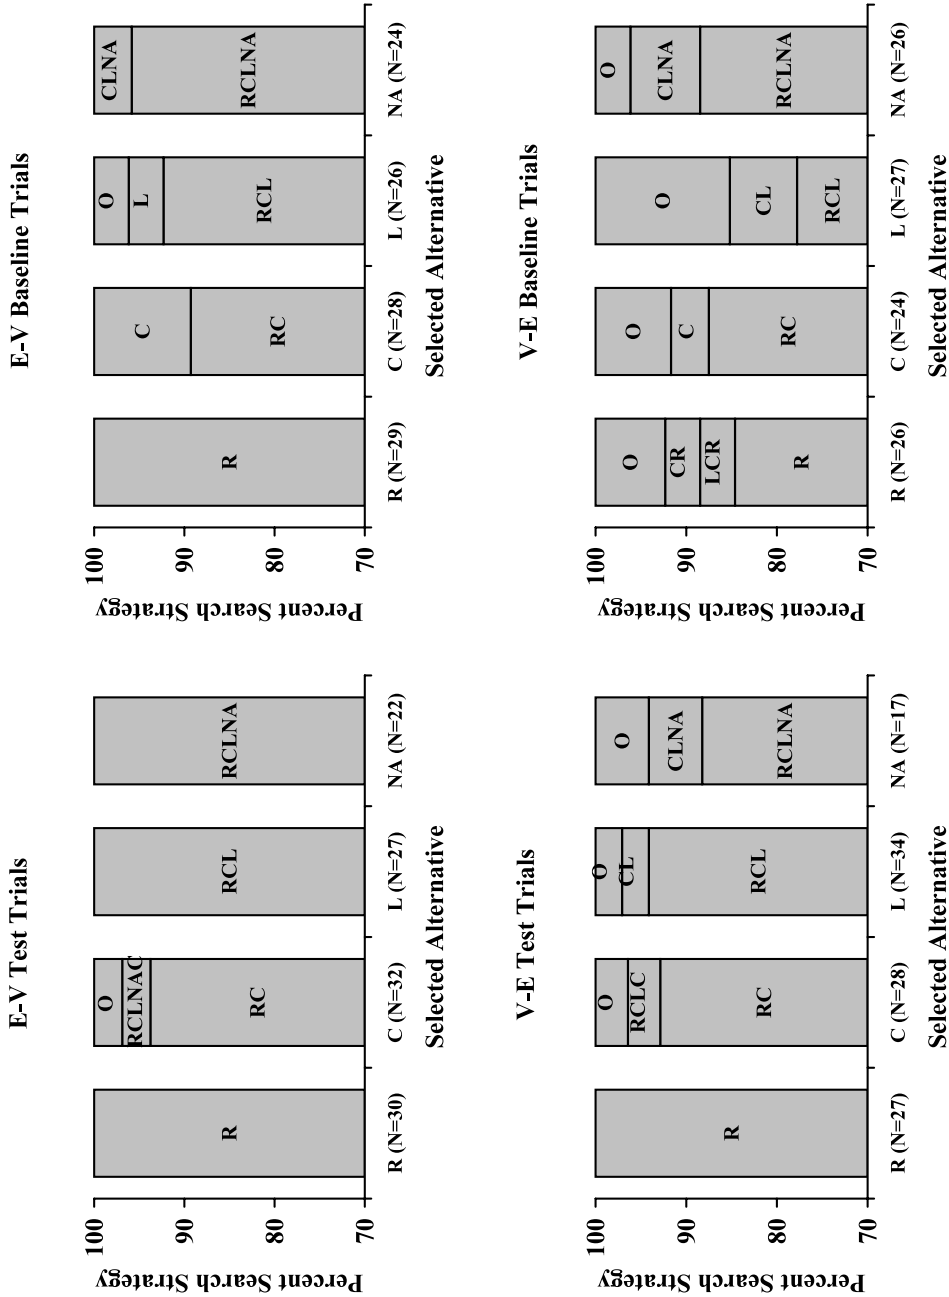 E-V Test Trials
100
90
80
70
Percent Search Strategy
R
O
RCLNAC
RC
RCL
RCLNA
R (N=30)
C (N=32)
L (N=27)
NA (N=22)
Selected Alternative
E-V Baseline Trials
100
90
80
70
Percent Search Strategy
R
C
RC
O
L
RCL
CLNA
RCLNA
R (N=29)
C (N=28)
L (N=26)
NA (N=24)
Selected Alternative
V-E Test Trials
100
90
80
70
Percent Search Strategy
R
O
RCLC
RC
O
CL
RCL
O
CLNA
RCLNA
R (N=27)
C (N=28)
L (N=34)
NA (N=17)
Selected Alternative
V-E Baseline Trials
100
90
80
70
Percent Search Strategy
O
CR
LCR
R
O
C
RC
O
CL
RCL
O
CLNA
RCLNA
R (N=26)
C (N=24)
L (N=27)
NA (N=26)
Selected Alternative